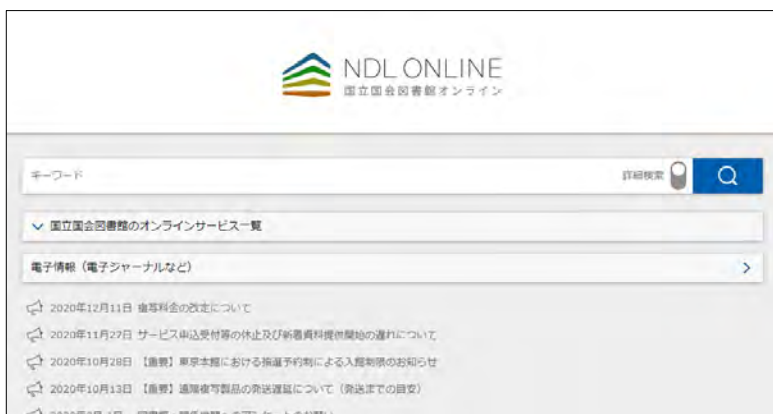 NDL ONLINE
国立国会図書館オンライン
キーワード
詳細検索
国立国会図書館のオンラインサービス一覧
電子情報（電子ジャーナルなど）
2020年12月11日 複写料金の改定について
2020年11月27日 サービス申込受付等の休止及び新着資料提供開始の遅れについて
2020年10月28日 【重要】東京本館における抽選予約制による入館制限のお知らせ
2020年10月13日 【重要】遠隔複写製品の発送遅延について（発送までの目安）